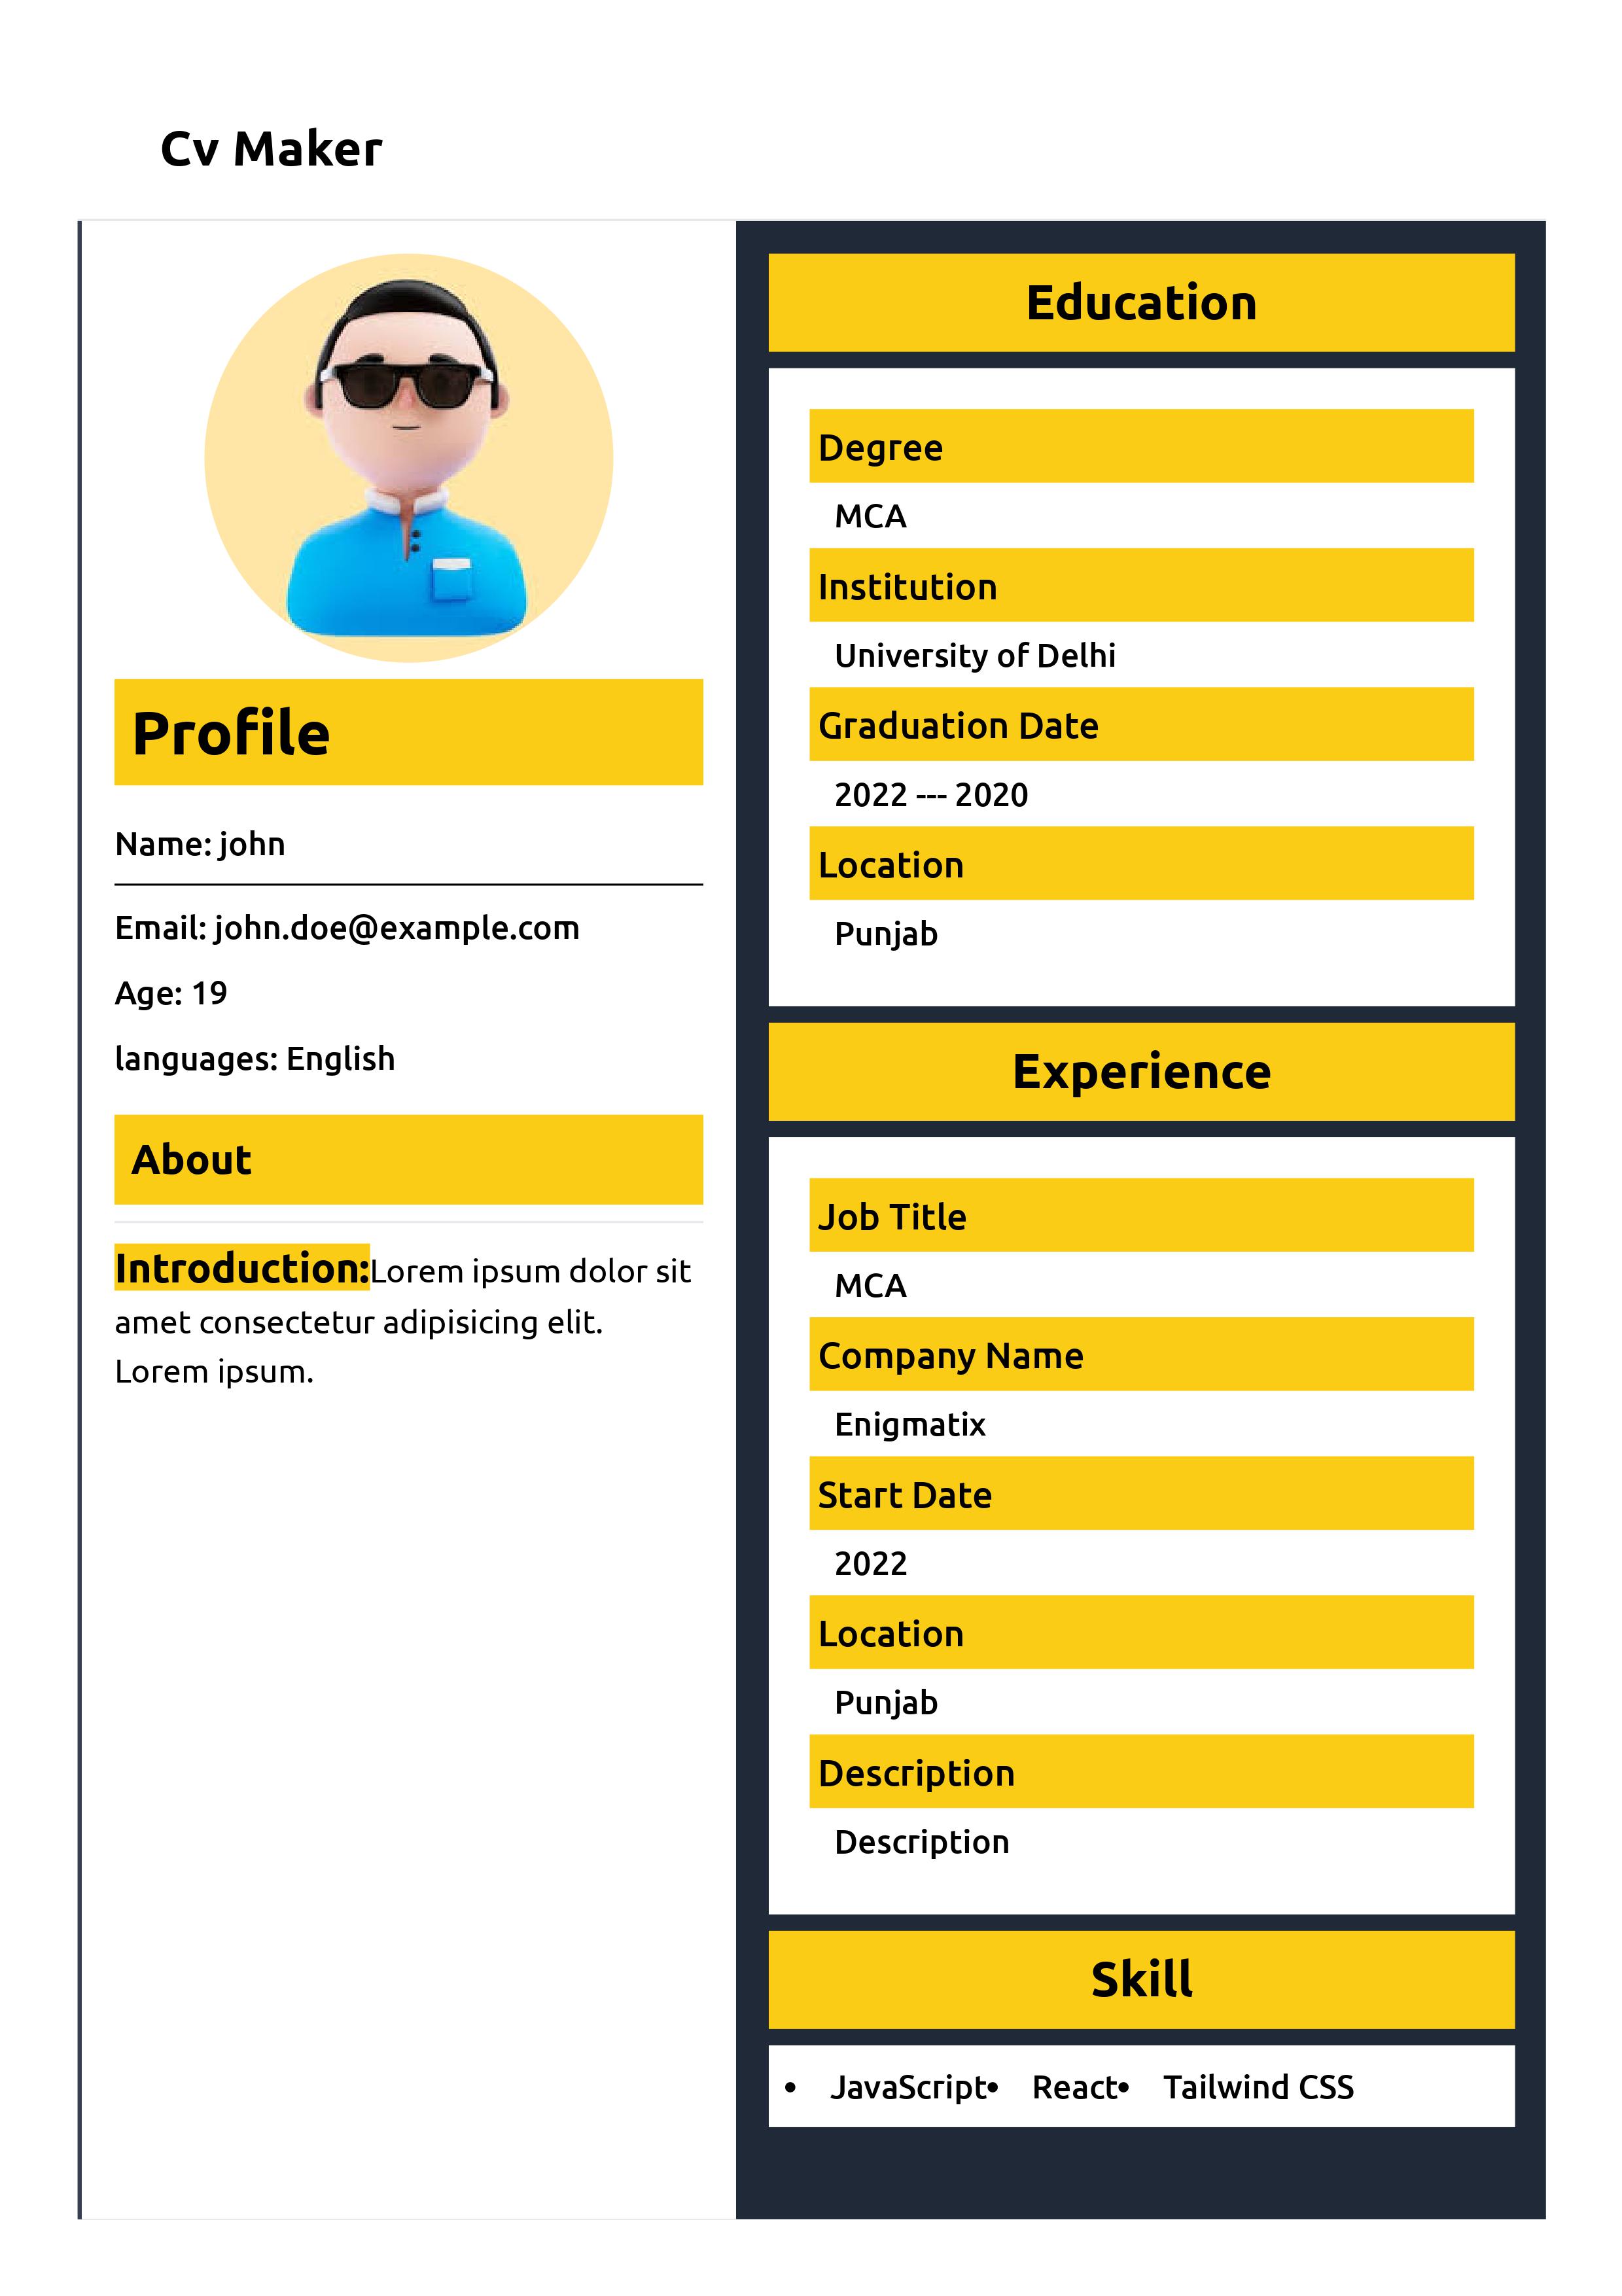 Cv Maker
Profile
Name: john
Email: john.doe@example.com
Age: 19
languages: English
About
Introduction:Lorem ipsum dolor sit
amet consectetur adipisicing elit.
Lorem ipsum.
Education
Degree
MCA
Institution
University of Delhi
Graduation Date
2022 --- 2020
Location
Punjab
Experience
Job Title
MCA
Company Name
Enigmatix
Start Date
2022
Location
Punjab
Description
Description
Skill
• JavaScript• React• Tailwind CSS